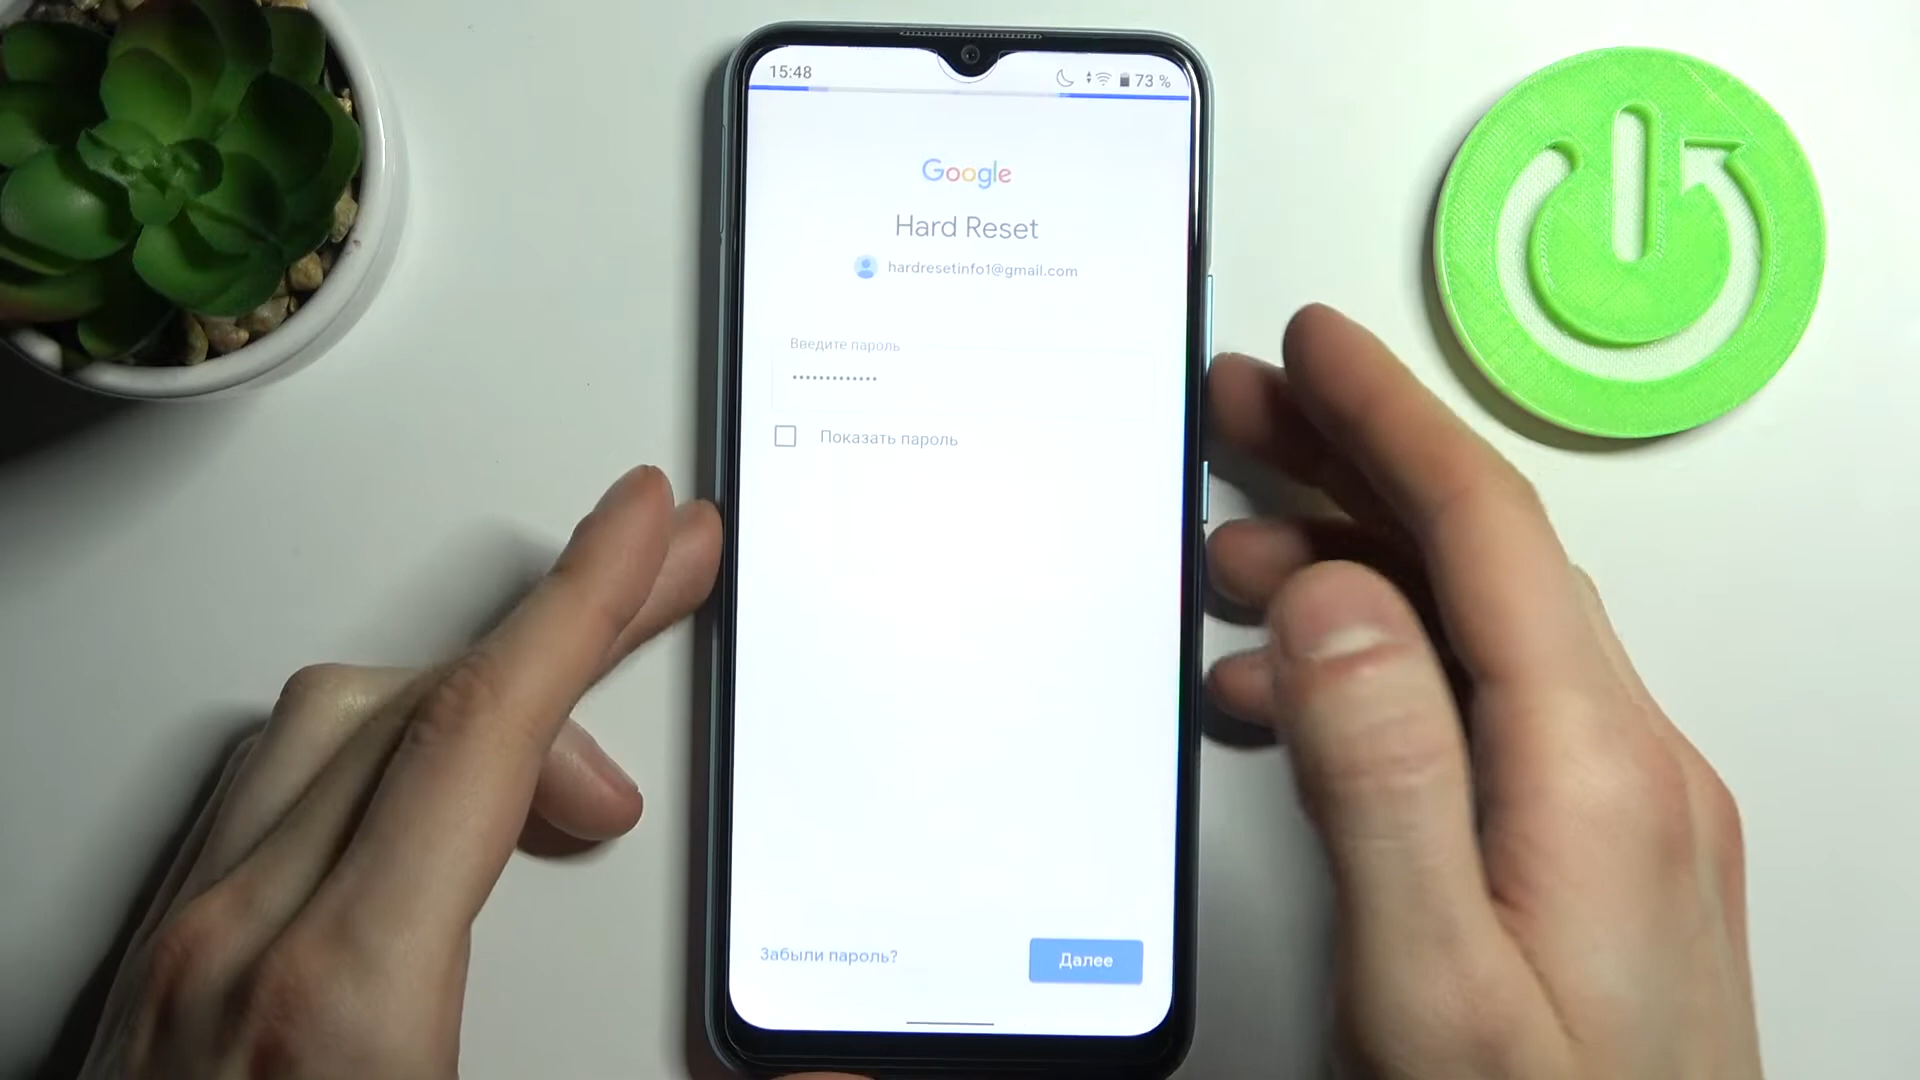 15:48
73 %
Google
Hard Reset
hardresetinfo1@gmail.com
Введите пароль
•••••••••••••
Показать пароль
Забыли пароль?
Далее